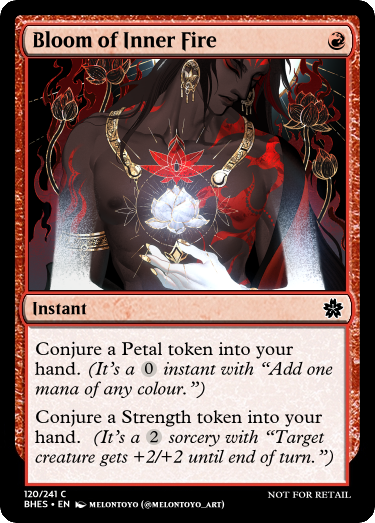 Bloom of Inner Fire
Instant
Conjure a Petal token into your
hand. (It's a 0 instant with “Add one
mana of any colour.”)
Conjure a Strength token into your
hand.  (It's a 2 sorcery with “Target
creature gets +2/+2 until end of turn.”)
120/241 C
NOT FOR RETAIL
BHES • EN MELONTOYO (@MELONTOYO_ART)